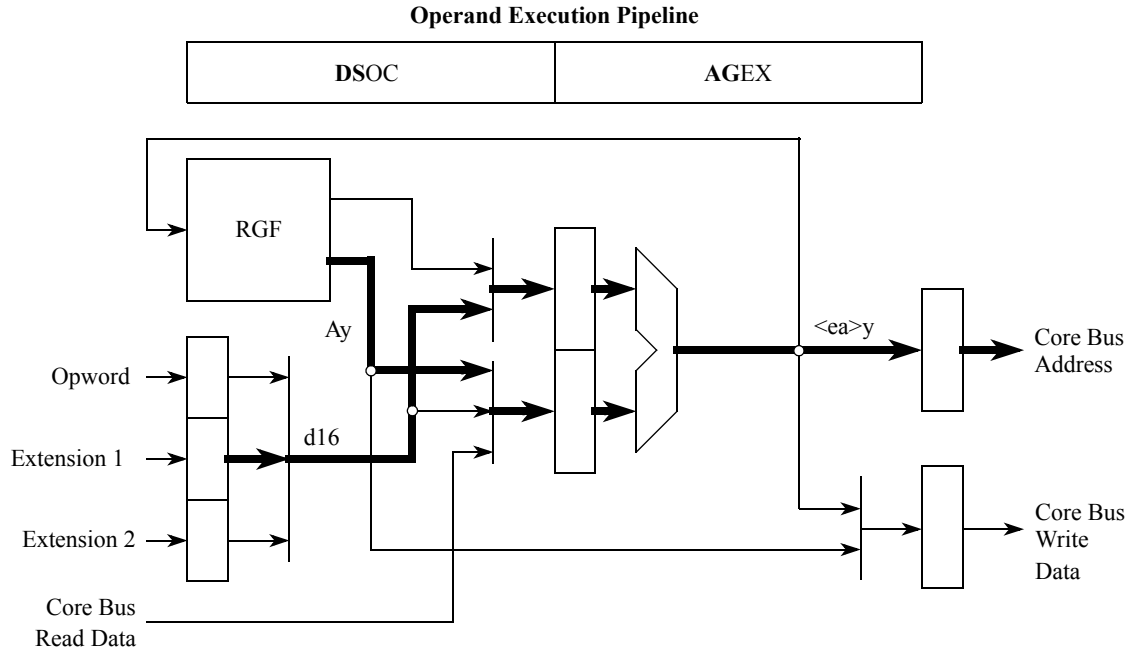 Operand Execution Pipeline
DSOC
AGEX
RGF
Ay
<ea>y
Core Bus
Address
Opword
d16
Extension 1
Extension 2
Core Bus
Write
Data
Core Bus
Read Data